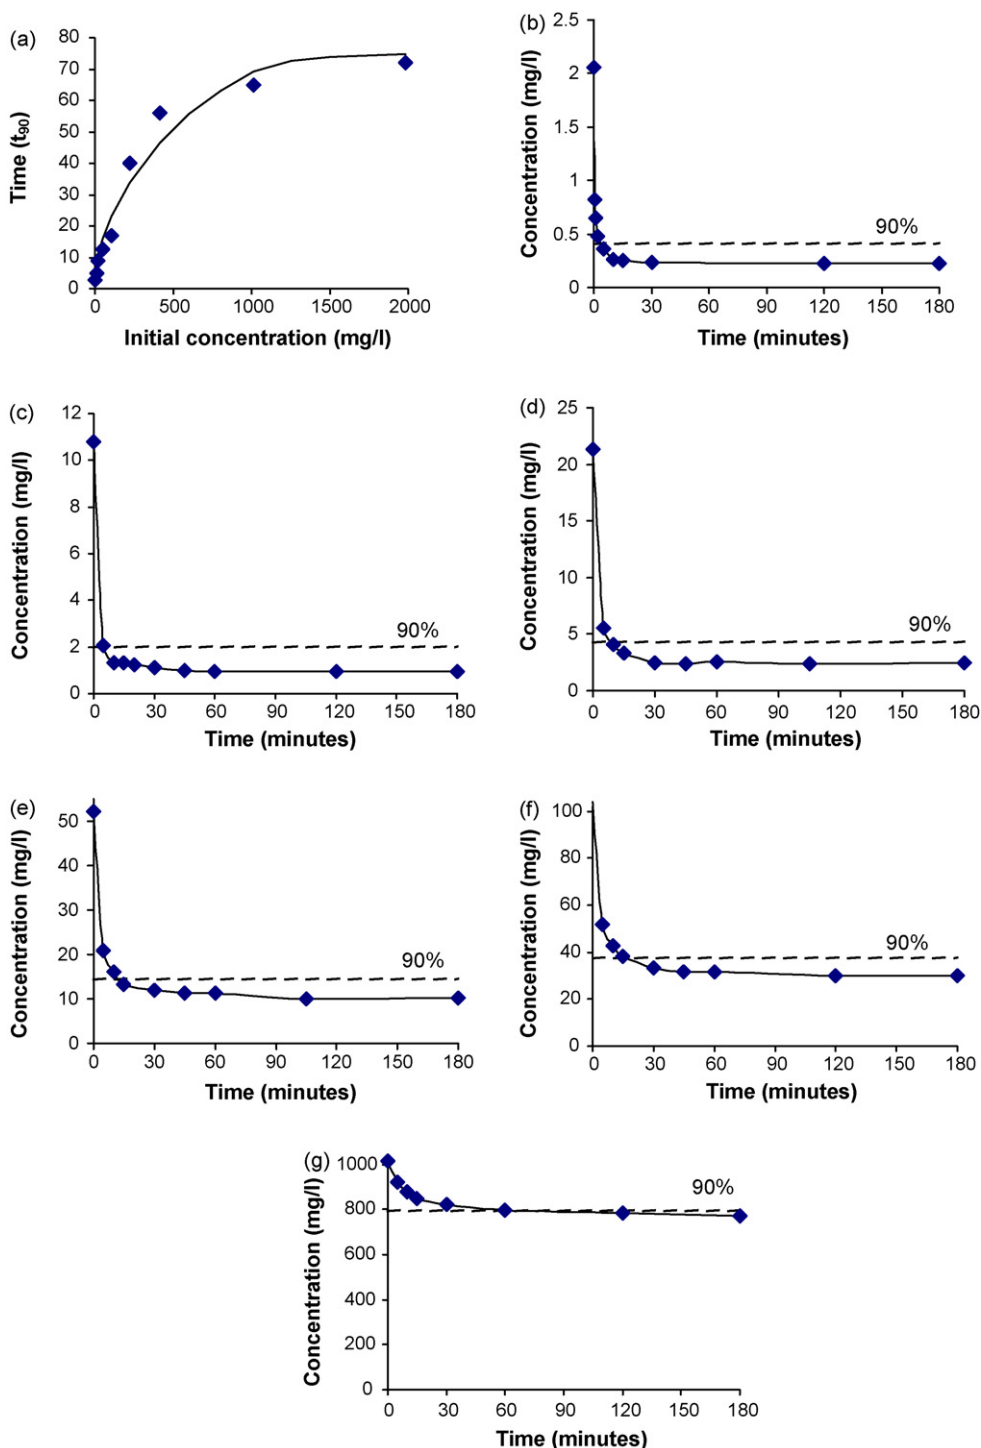 (a)
80
70
60
50
40
30
20
10
0
Time (t₉₀)
0 500 1000 1500 2000
Initial concentration (mg/l)
(b)
2.5
2
1.5
1
0.5
0
Concentration (mg/l)
90%
0 30 60 90 120 150 180
Time (minutes)
(c)
12
10
8
6
4
2
0
Concentration (mg/l)
90%
0 30 60 90 120 150 180
Time (minutes)
(d)
25
20
15
10
5
0
Concentration (mg/l)
90%
0 30 60 90 120 150 180
Time (minutes)
(e)
50
40
30
20
10
0
Concentration (mg/l)
90%
0 30 60 90 120 150 180
Time (minutes)
(f)
100
80
60
40
20
0
Concentration (mg/l)
90%
0 30 60 90 120 150 180
Time (minutes)
(g)
1000
800
600
400
200
0
Concentration (mg/l)
90%
0 30 60 90 120 150 180
Time (minutes)